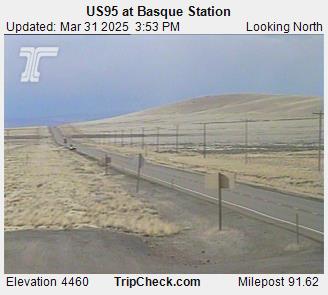 US95 at Basque Station
Updated: Mar 31 2025 3:53 PM Looking North
Elevation 4460 TripCheck.com Milepost 91.62